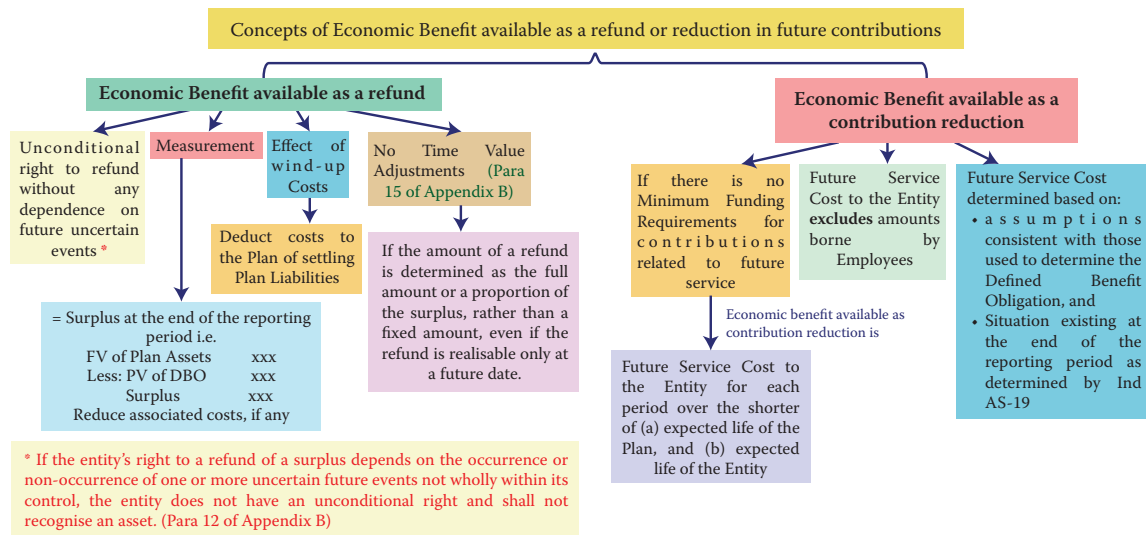 Concepts of Economic Benefit available as a refund or reduction in future contributions
Economic Benefit available as a refund
Unconditional
right to refund
without any
dependence on
future uncertain
events *
Measurement
= Surplus at the end of the reporting
period i.e.
FV of Plan Assets xxx
Less: PV of DBO xxx
Surplus xxx
Reduce associated costs, if any
Effect of
wind-up
Costs
Deduct costs to
the Plan of settling
Plan Liabilities
No Time Value
Adjustments (Para
15 of Appendix B)
If the amount of a refund
is determined as the full
amount or a proportion of
the surplus, rather than a
fixed amount, even if the
refund is realisable only at
a future date.
* If the entity's right to a refund of a surplus depends on the occurrence or
non-occurrence of one or more uncertain future events not wholly within its
control, the entity does not have an unconditional right and shall not
recognise an asset. (Para 12 of Appendix B)
Economic Benefit available as a
contribution reduction
If there is no
Minimum Funding
Requirements for
contributions
related to future
service
Economic benefit available as
contribution reduction is
Future Service Cost to
the Entity for each
period over the shorter
of (a) expected life of the
Plan, and (b) expected
life of the Entity
Future Service
Cost to the Entity
excludes amounts
borne by
Employees
Future Service Cost
determined based on:
• assumptions
consistent with those
used to determine the
Defined Benefit
Obligation, and
• Situation existing at
the end of the
reporting period as
determined by Ind
AS-19